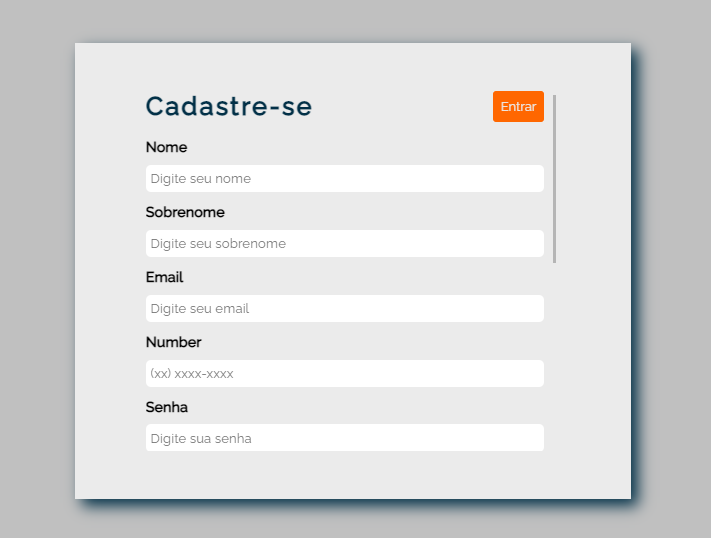 Cadastre-se
Entrar
Nome
Digite seu nome
Sobrenome
Digite seu sobrenome
Email
Digite seu email
Number
(xx) xxxx-xxxx
Senha
Digite sua senha